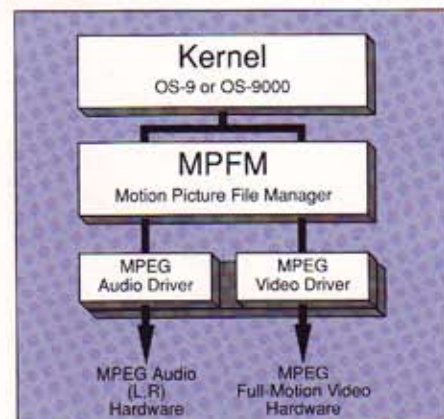 Kernel
OS-9 or OS-9000
MPFM
Motion Picture File Manager
MPEG
Audio Driver
MPEG
Video Driver
MPEG Audio
(L,R)
Hardware
MPEG
Full-Motion Video
Hardware